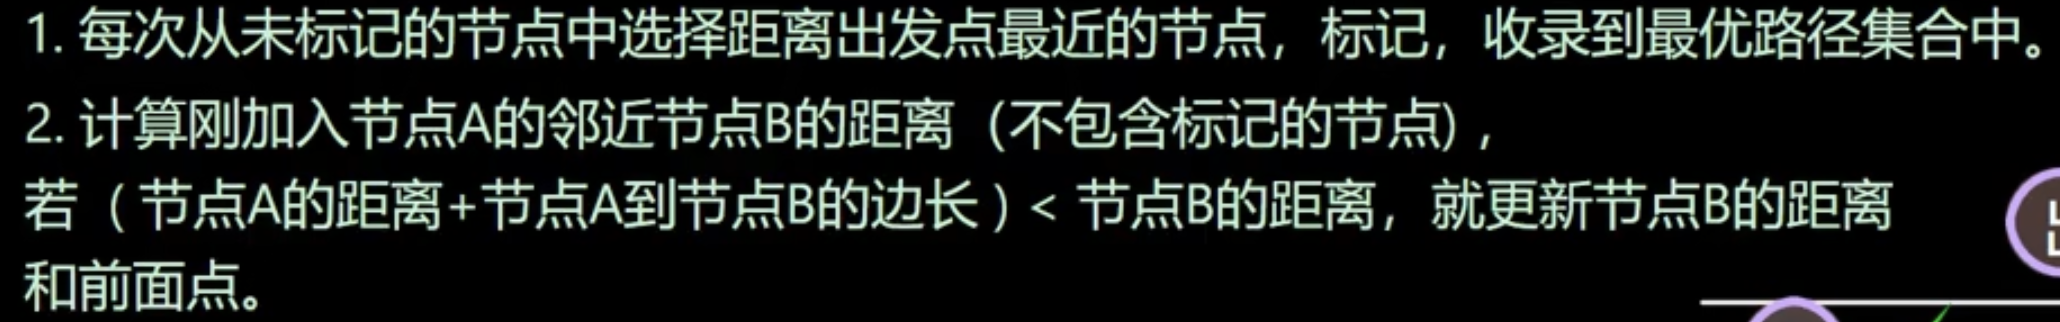 1. 每次从未标记的节点中选择距离出发点最近的节点，标记，收录到最优路径集合中。
2. 计算刚加入节点A的邻近节点B的距离（不包含标记的节点），
若（节点A的距离+节点A到节点B的边长）< 节点B的距离，就更新节点B的距离
和前面点。